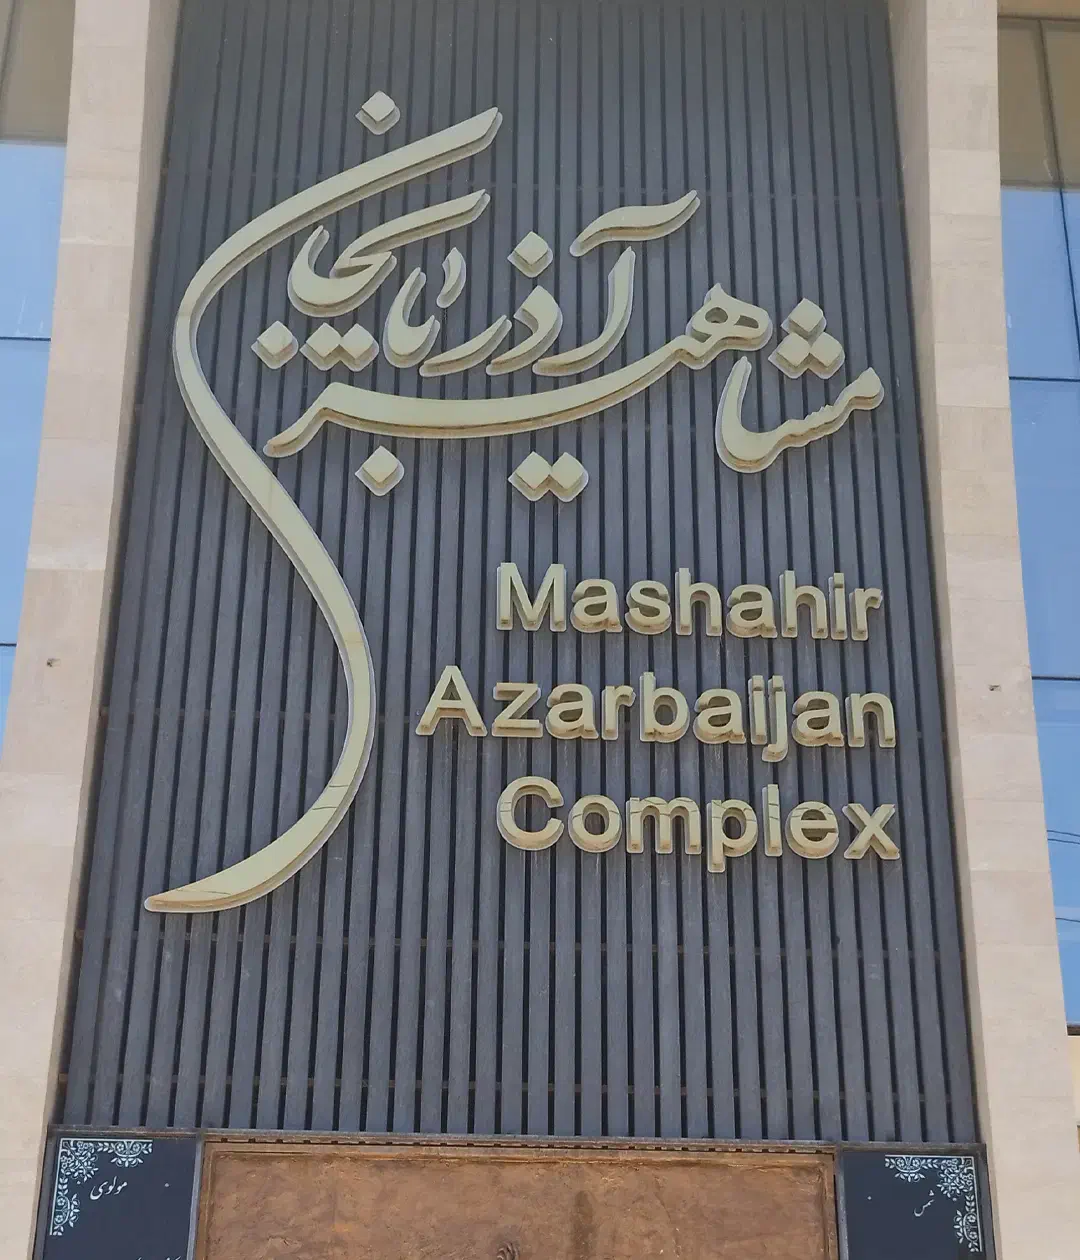 مشاهیر آذربایجان
Mashahir
Azarbaijan
Complex
مولوی
شمس